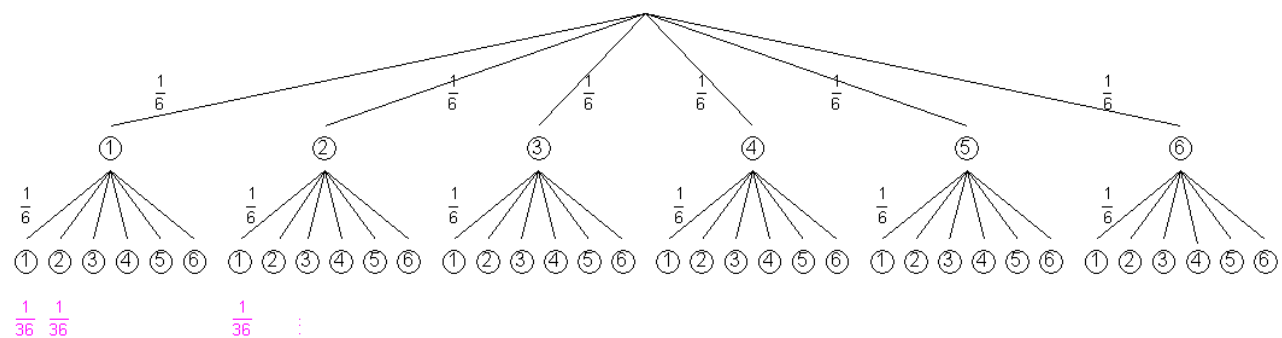 1/6 1/6 1/6 1/6 1/6 1/6
① ② ③ ④ ⑤ ⑥
1/6 1/6 1/6 1/6 1/6 1/6
① ② ③ ④ ⑤ ⑥ ① ② ③ ④ ⑤ ⑥ ① ② ③ ④ ⑤ ⑥ ① ② ③ ④ ⑤ ⑥ ① ② ③ ④ ⑤ ⑥ ① ② ③ ④ ⑤ ⑥
1/36 1/36 1/36 ⋮